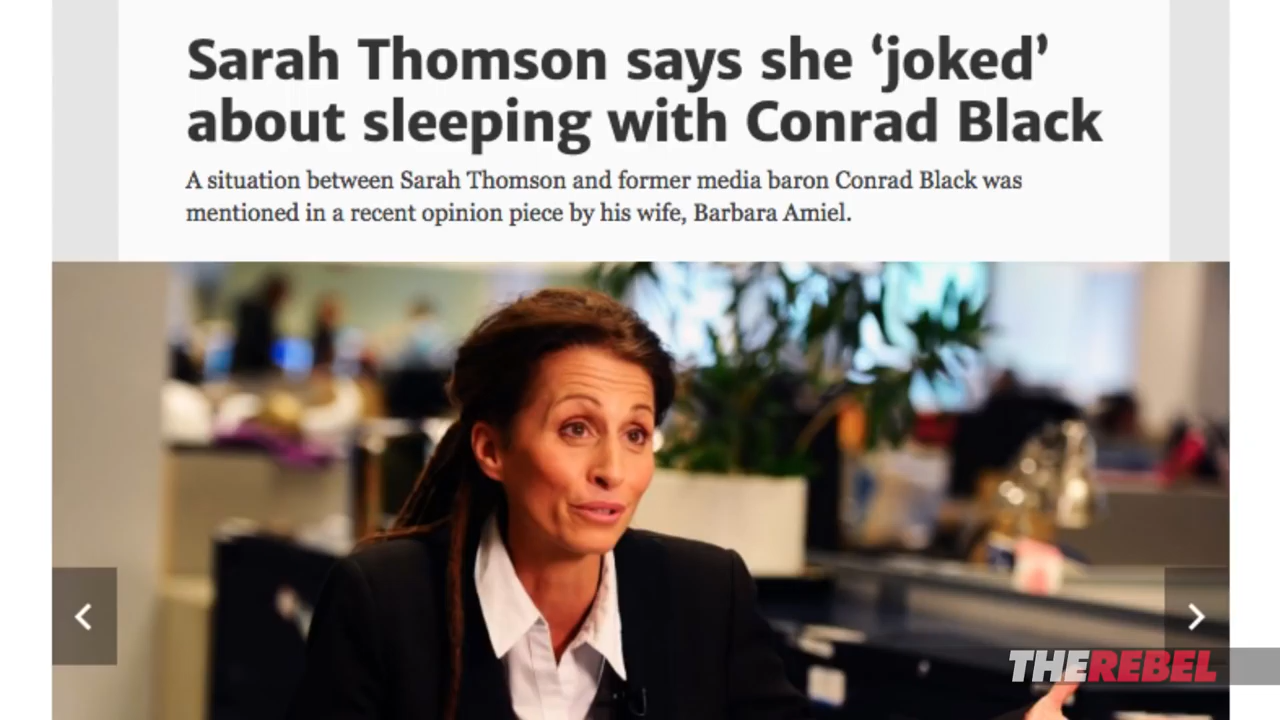 Sarah Thomson says she ‘joked’
about sleeping with Conrad Black
A situation between Sarah Thomson and former media baron Conrad Black was
mentioned in a recent opinion piece by his wife, Barbara Amiel.
THEREBEL